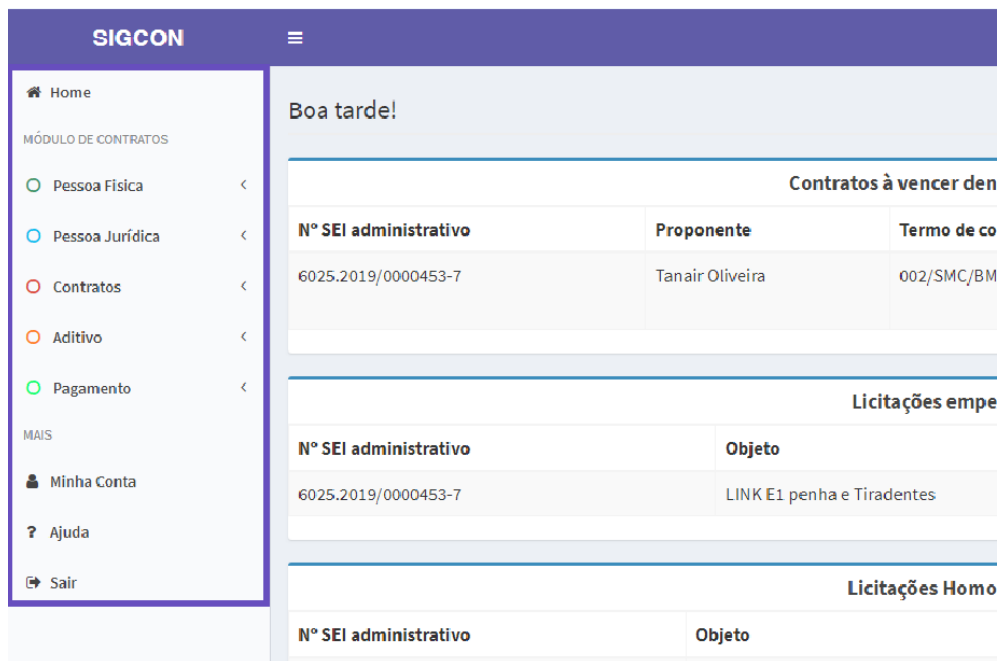 SIGCON
Home
MÓDULO DE CONTRATOS
Pessoa Física
Pessoa Jurídica
Contratos
Aditivo
Pagamento
MAIS
Minha Conta
Ajuda
Sair
Boa tarde!
Contratos à vencer den
Nº SEI administrativo Proponente Termo de co
6025.2019/0000453-7 Tanair Oliveira 002/SMC/BM
Licitações empe
Nº SEI administrativo Objeto
6025.2019/0000453-7 LINK E1 penha e Tiradentes
Licitações Homo
Nº SEI administrativo Objeto